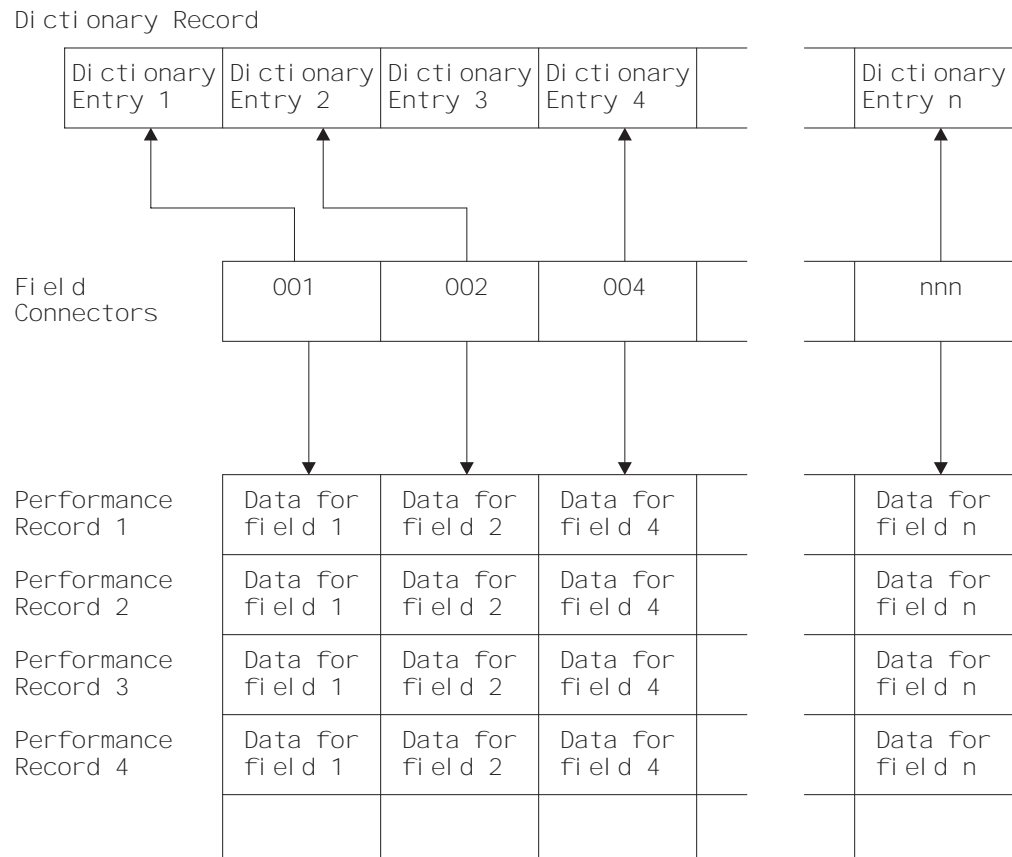 Dictionary Record
Dictionary Entry 1
Dictionary Entry 2
Dictionary Entry 3
Dictionary Entry 4
Dictionary Entry n
Field Connectors
001
002
004
nnn
Performance Record 1
Data for field 1
Data for field 2
Data for field 4
Data for field n
Performance Record 2
Data for field 1
Data for field 2
Data for field 4
Data for field n
Performance Record 3
Data for field 1
Data for field 2
Data for field 4
Data for field n
Performance Record 4
Data for field 1
Data for field 2
Data for field 4
Data for field n